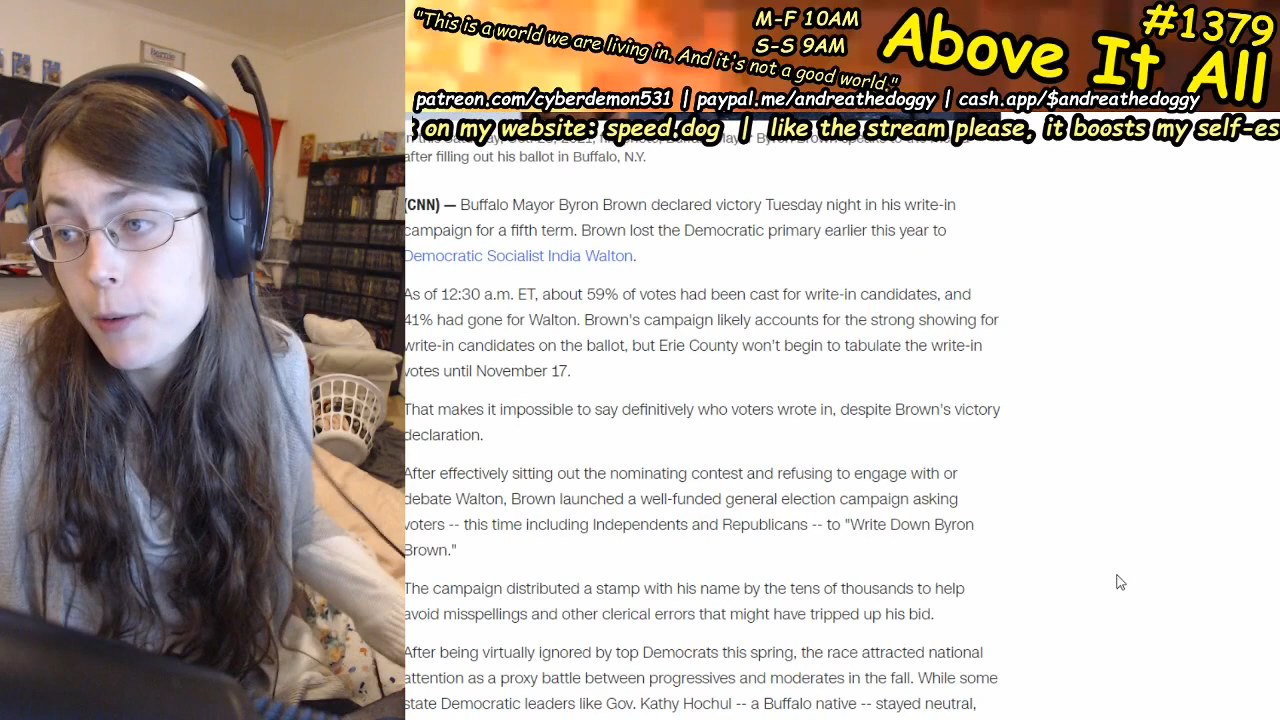 "This is a world we are living in. And it's not a good world."
M-F 10AM
S-S 9AM
Above It All
#1379
patreon.com/cyberdemon531 | paypal.me/andreathedoggy | cash.app/$andreathedoggy
on my website: speed.dog | like the stream please, it boosts my self-es
Bernie
after filling out his ballot in Buffalo, N.Y.
(CNN) — Buffalo Mayor Byron Brown declared victory Tuesday night in his write-in
campaign for a fifth term. Brown lost the Democratic primary earlier this year to
Democratic Socialist India Walton.
As of 12:30 a.m. ET, about 59% of votes had been cast for write-in candidates, and
41% had gone for Walton. Brown's campaign likely accounts for the strong showing for
write-in candidates on the ballot, but Erie County won't begin to tabulate the write-in
votes until November 17.
That makes it impossible to say definitively who voters wrote in, despite Brown's victory
declaration.
After effectively sitting out the nominating contest and refusing to engage with or
debate Walton, Brown launched a well-funded general election campaign asking
voters -- this time including Independents and Republicans -- to "Write Down Byron
Brown."
The campaign distributed a stamp with his name by the tens of thousands to help
avoid misspellings and other clerical errors that might have tripped up his bid.
After being virtually ignored by top Democrats this spring, the race attracted national
attention as a proxy battle between progressives and moderates in the fall. While some
state Democratic leaders like Gov. Kathy Hochul -- a Buffalo native -- stayed neutral,